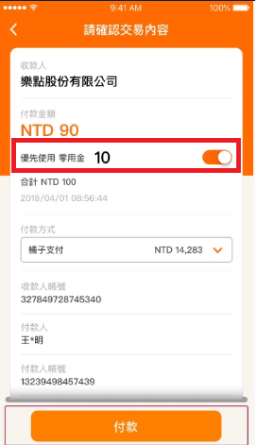 9:41 AM 100%
請確認交易內容
收款人
樂點股份有限公司
付款金額
NTD 90
優先使用 零用金 10
合計 NTD 100
2018/04/01 08:56:44
付款方式
橘子支付 NTD 14,283
收款人帳號
327849728745340
付款人
王*明
付款人帳號
13239498457439
付款